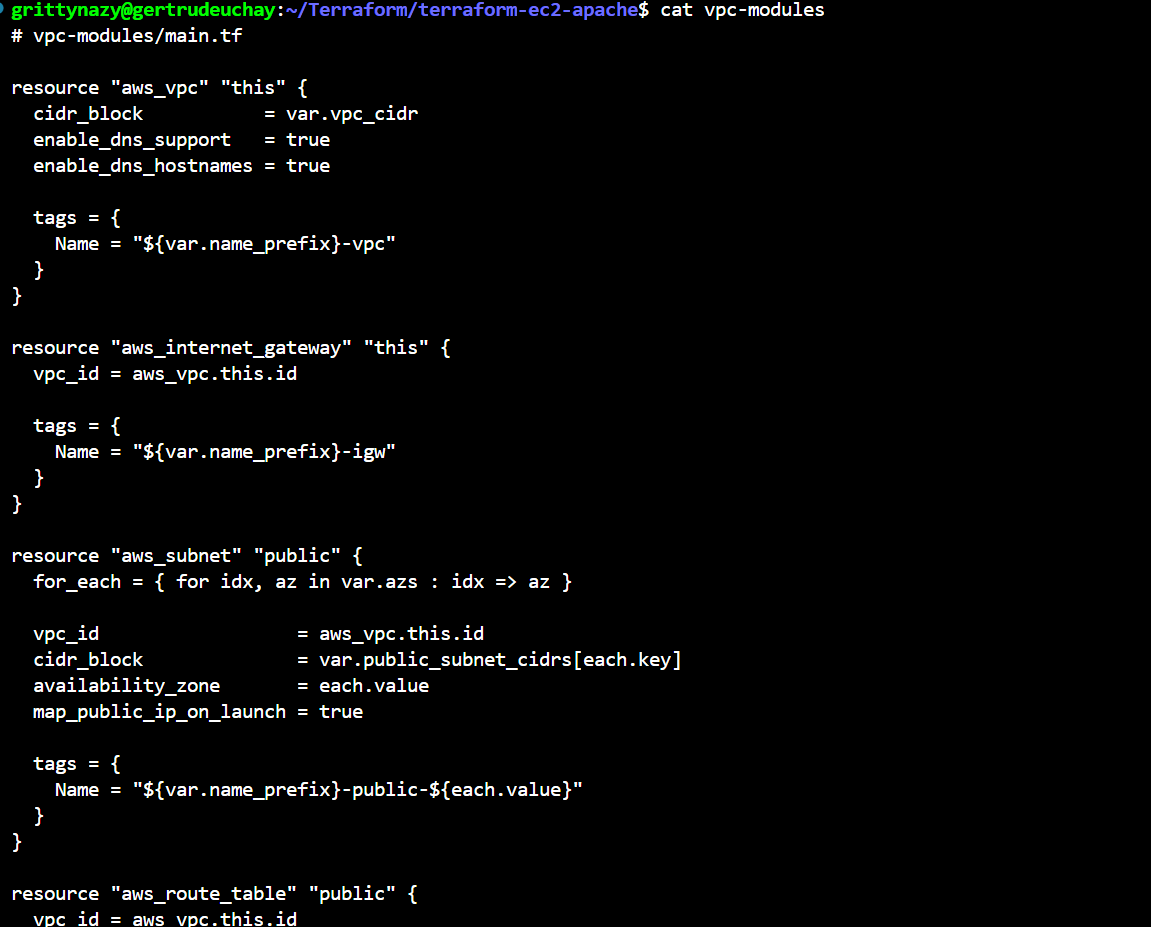 grittynazy@gertrudeuchay:~/Terraform/terraform-ec2-apache$ cat vpc-modules
# vpc-modules/main.tf

resource "aws_vpc" "this" {
  cidr_block           = var.vpc_cidr
  enable_dns_support   = true
  enable_dns_hostnames = true

  tags = {
    Name = "${var.name_prefix}-vpc"
  }
}

resource "aws_internet_gateway" "this" {
  vpc_id = aws_vpc.this.id

  tags = {
    Name = "${var.name_prefix}-igw"
  }
}

resource "aws_subnet" "public" {
  for_each = { for idx, az in var.azs : idx => az }

  vpc_id                  = aws_vpc.this.id
  cidr_block              = var.public_subnet_cidrs[each.key]
  availability_zone       = each.value
  map_public_ip_on_launch = true

  tags = {
    Name = "${var.name_prefix}-public-${each.value}"
  }
}

resource "aws_route_table" "public" {
  vpc_id = aws_vpc.this.id